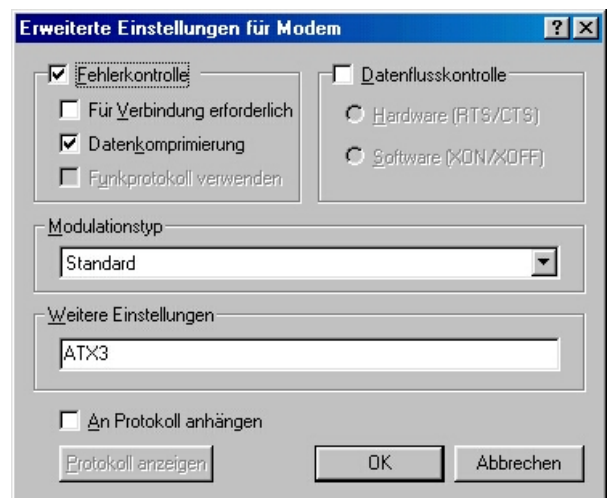 Erweiterte Einstellungen für Modem
Fehlerkontrolle
Für Verbindung erforderlich
Datenkomprimierung
Funkprotokoll verwenden
Datenflusskontrolle
Hardware (RTS/CTS)
Software (XON/XOFF)
Modulationstyp
Standard
Weitere Einstellungen
ATX3
An Protokoll anhängen
Protokoll anzeigen
OK
Abbrechen